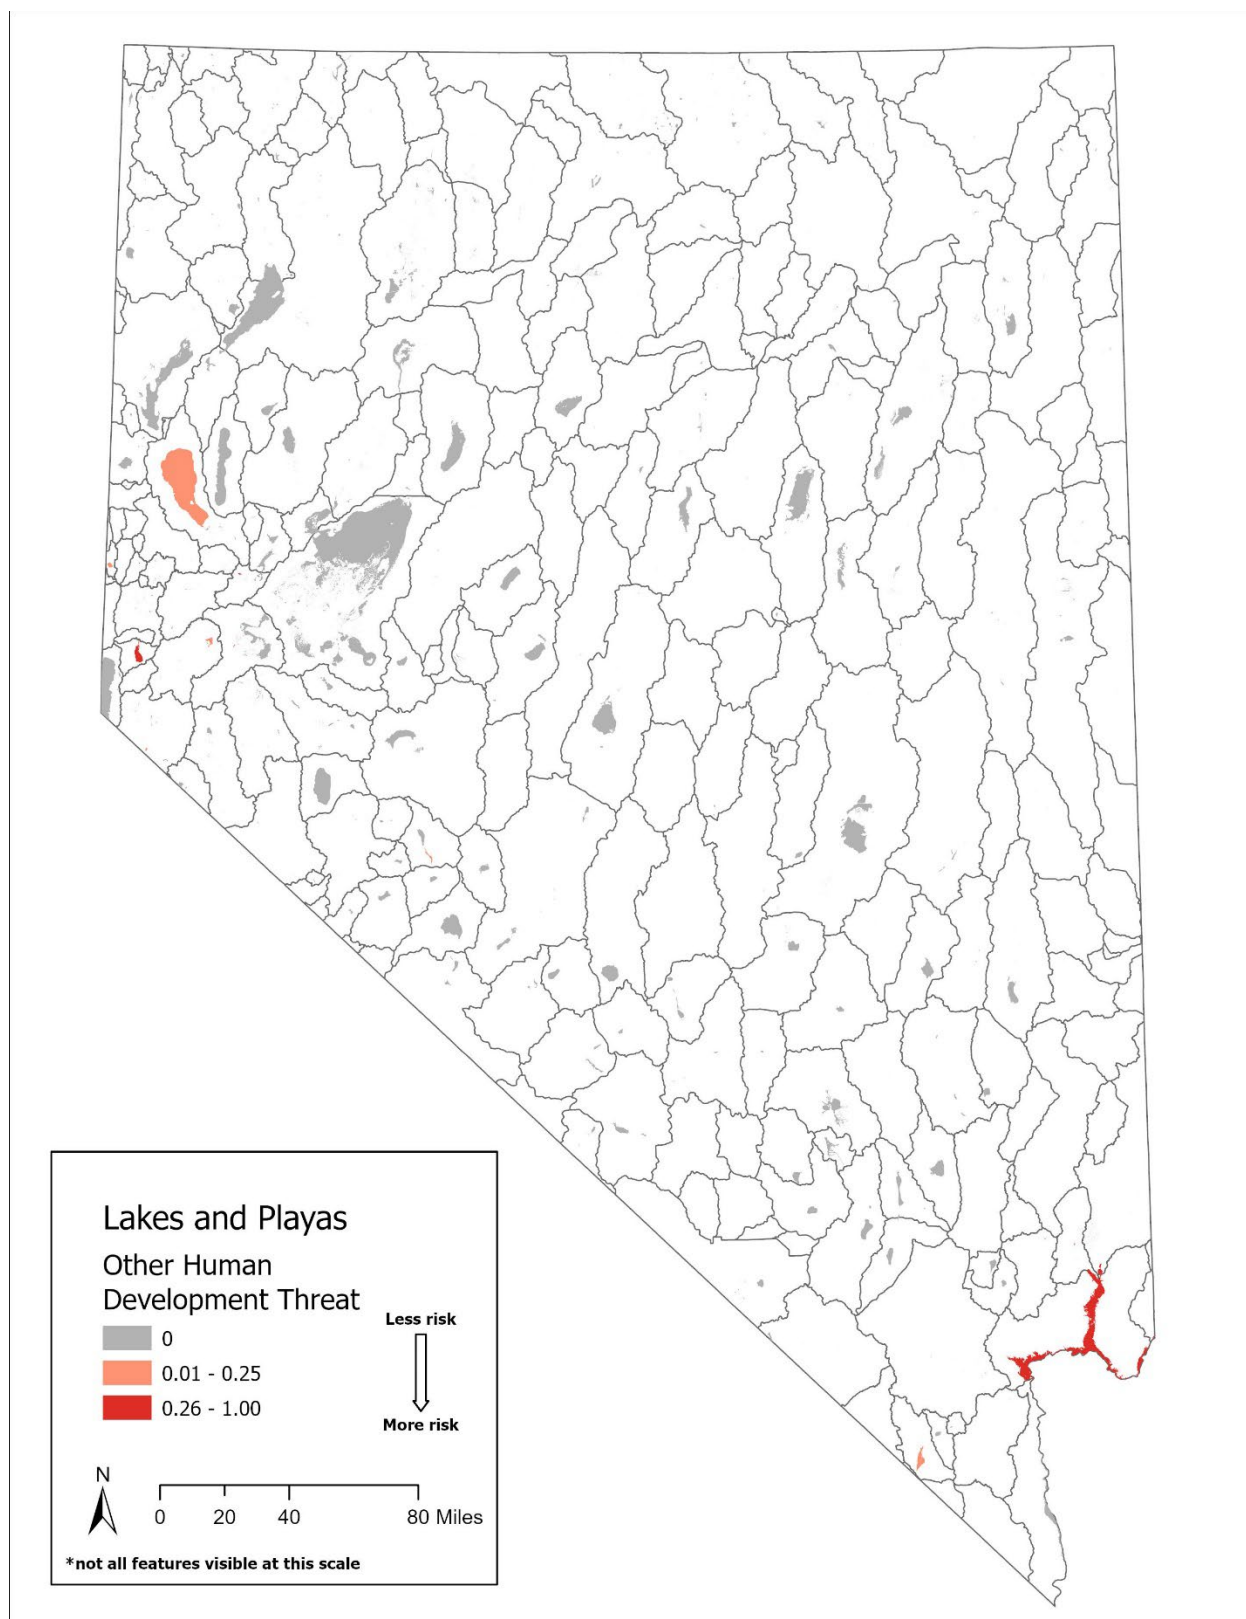 Lakes and Playas
Other Human
Development Threat
0
0.01 - 0.25
0.26 - 1.00
Less risk
More risk
N
0 20 40 80 Miles
*not all features visible at this scale